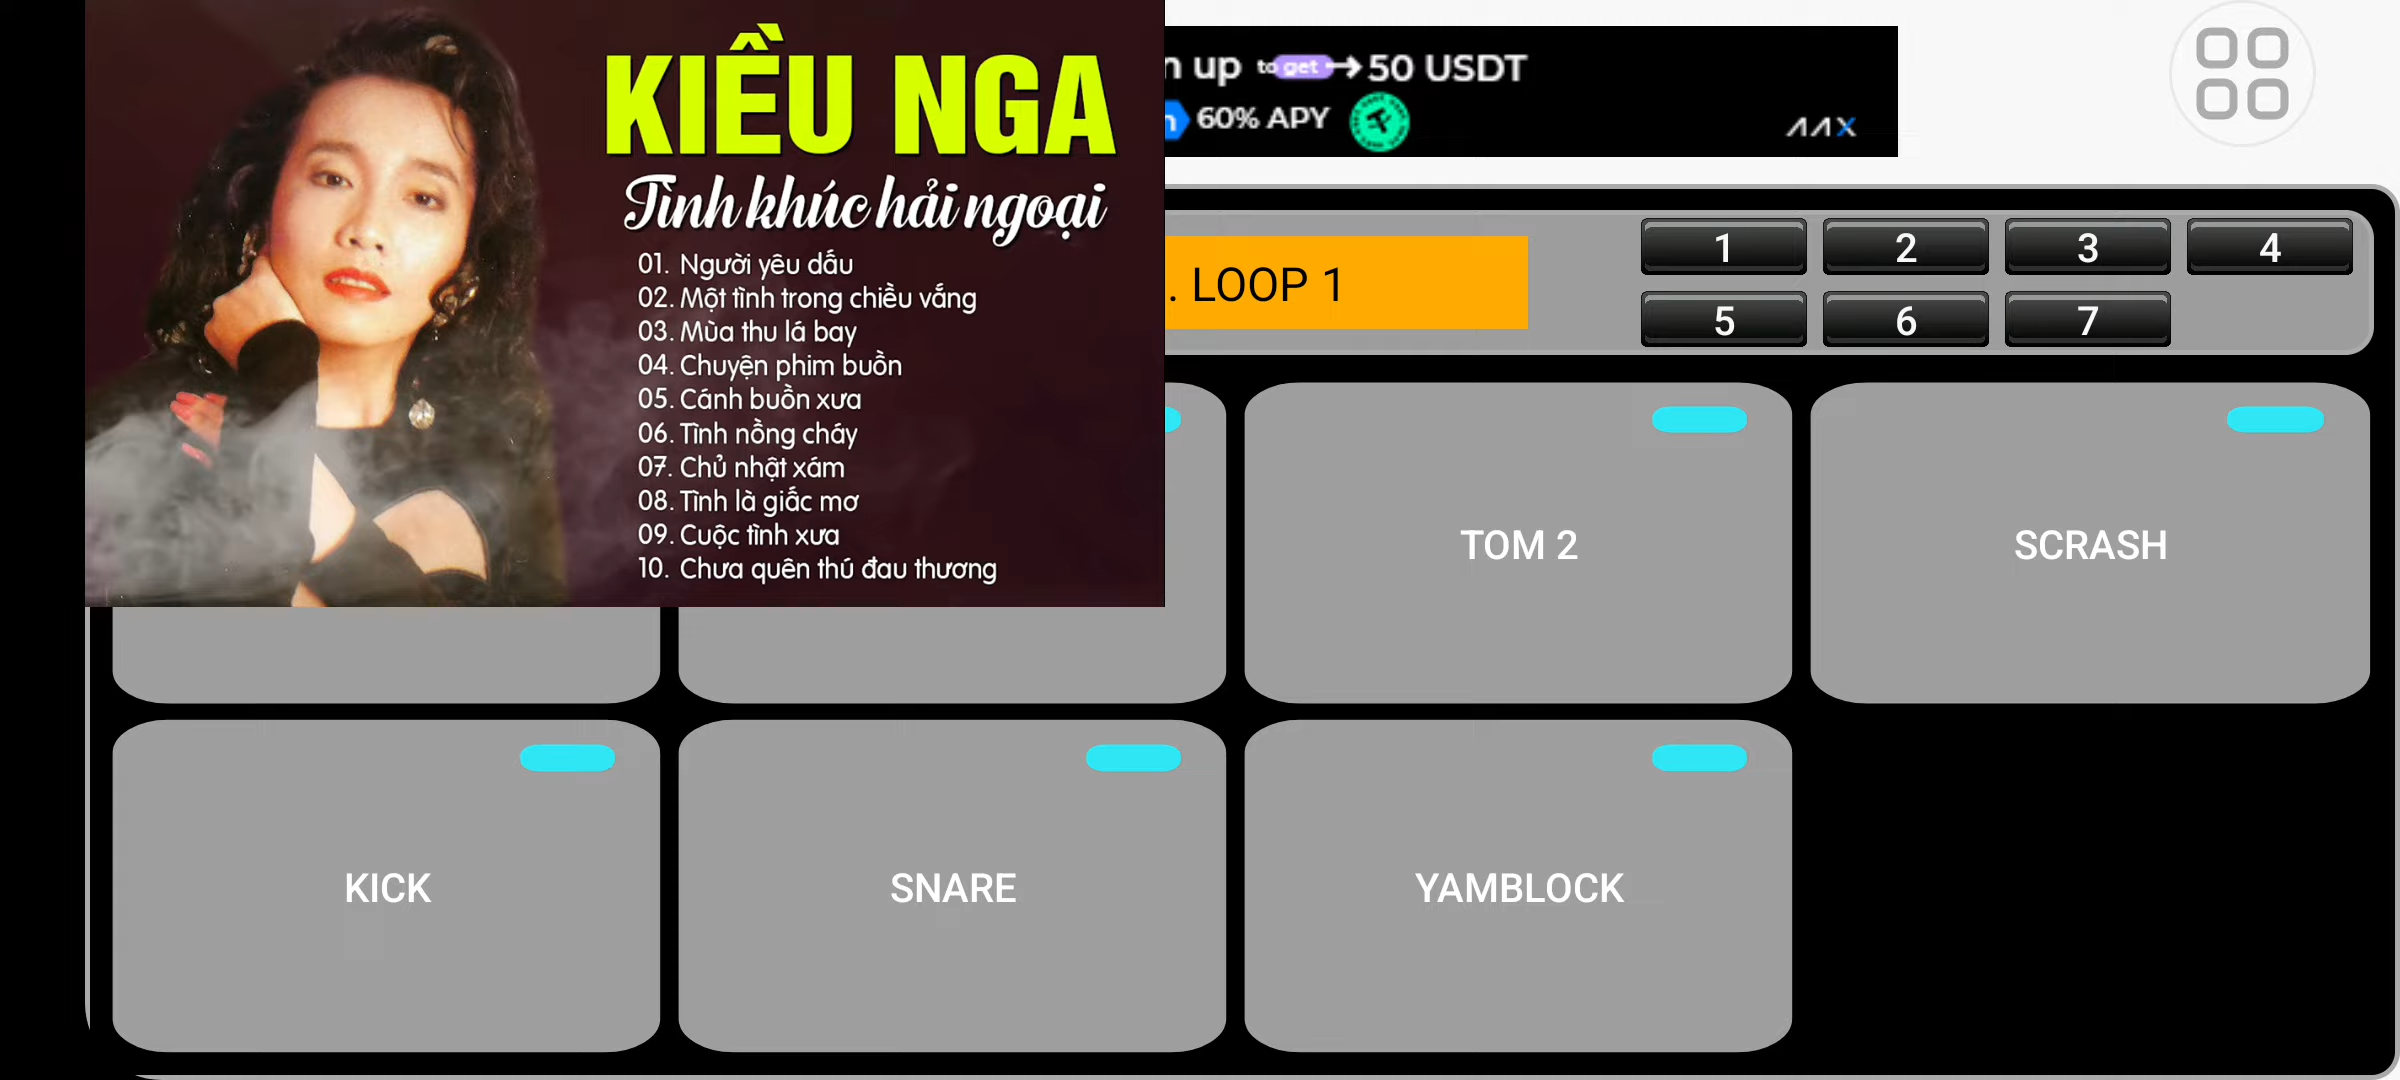 KIỀU NGA
Tình khúc hải ngoại
01. Người yêu dấu
02. Một tình trong chiều vắng
03. Mùa thu lá bay
04. Chuyện phim buồn
05. Cánh buồn xưa
06. Tình nồng cháy
07. Chủ nhật xám
08. Tình là giấc mơ
09. Cuộc tình xưa
10. Chưa quên thú đau thương
up to get 50 USDT
60% APY
AAX
. LOOP 1
1 2 3 4
5 6 7
TOM 2
SCRASH
KICK
SNARE
YAMBLOCK